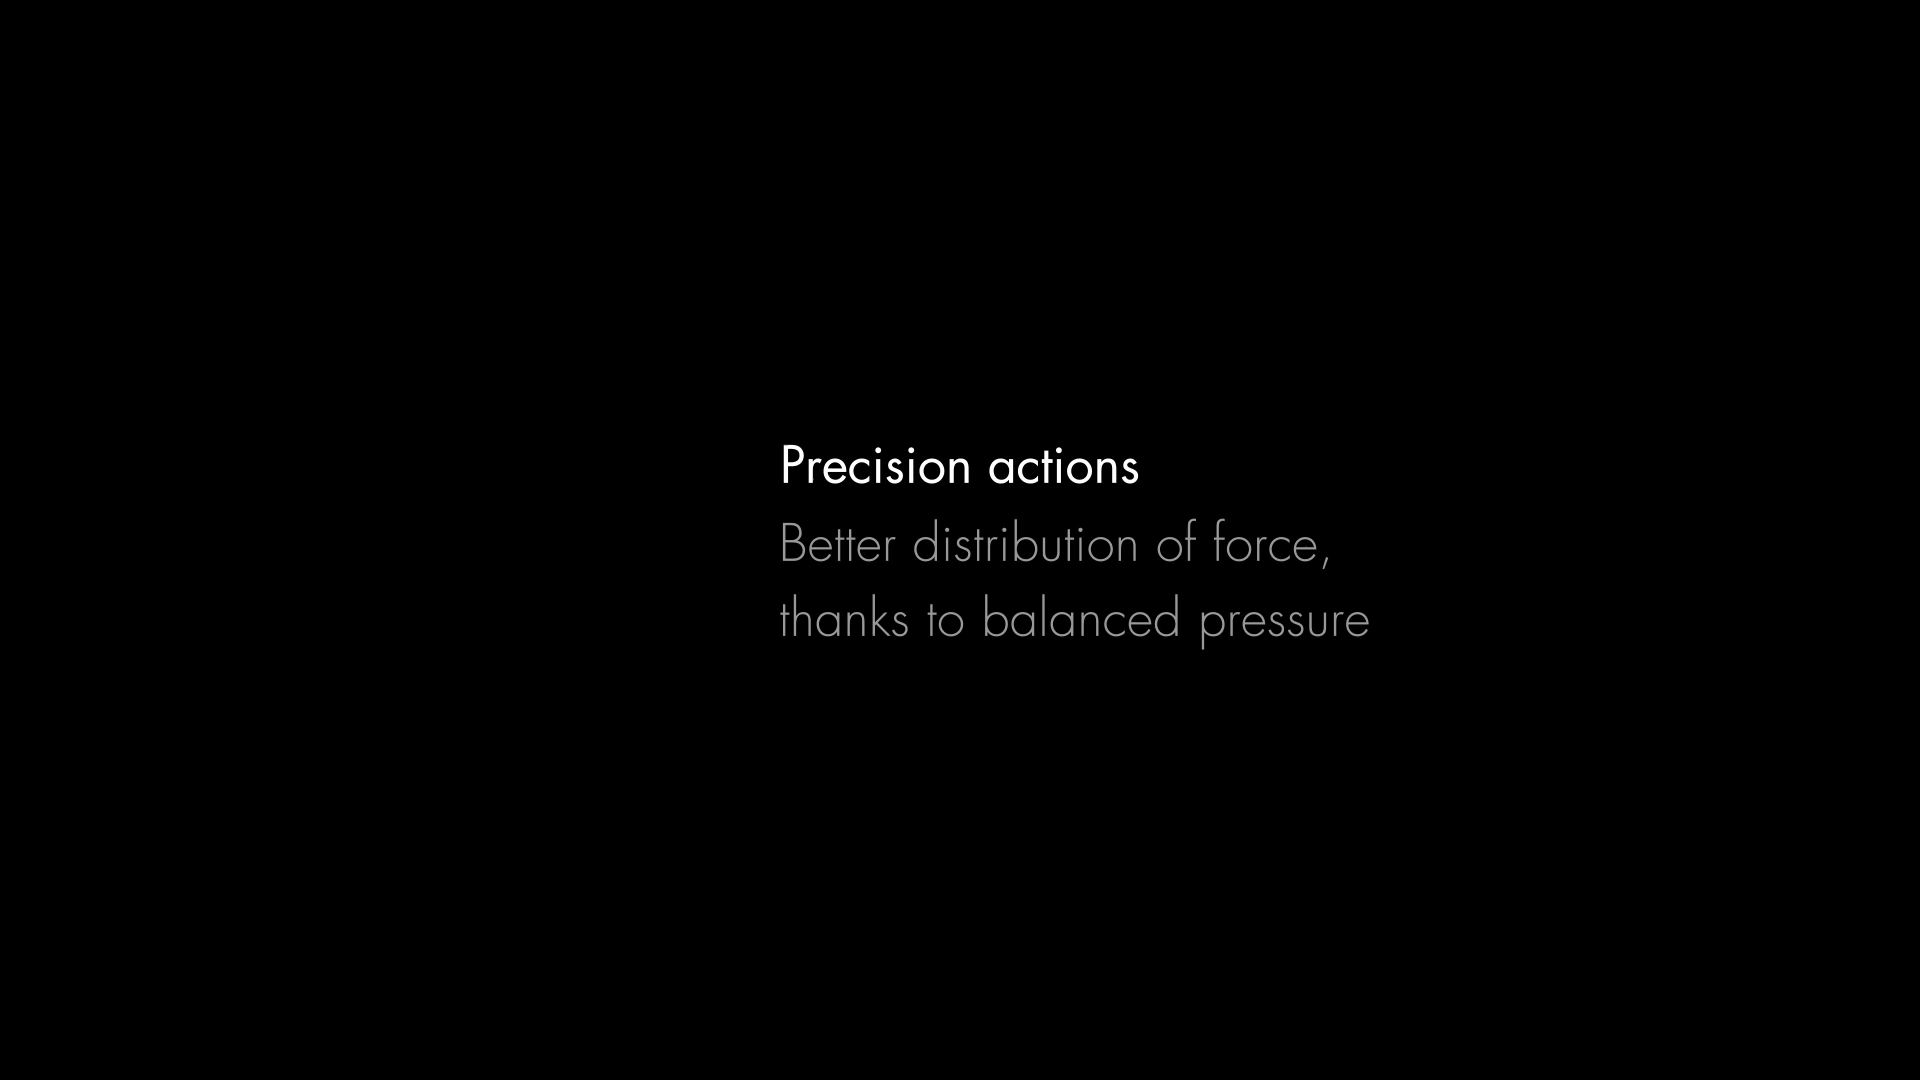 Precision actions
Better distribution of force,
thanks to balanced pressure